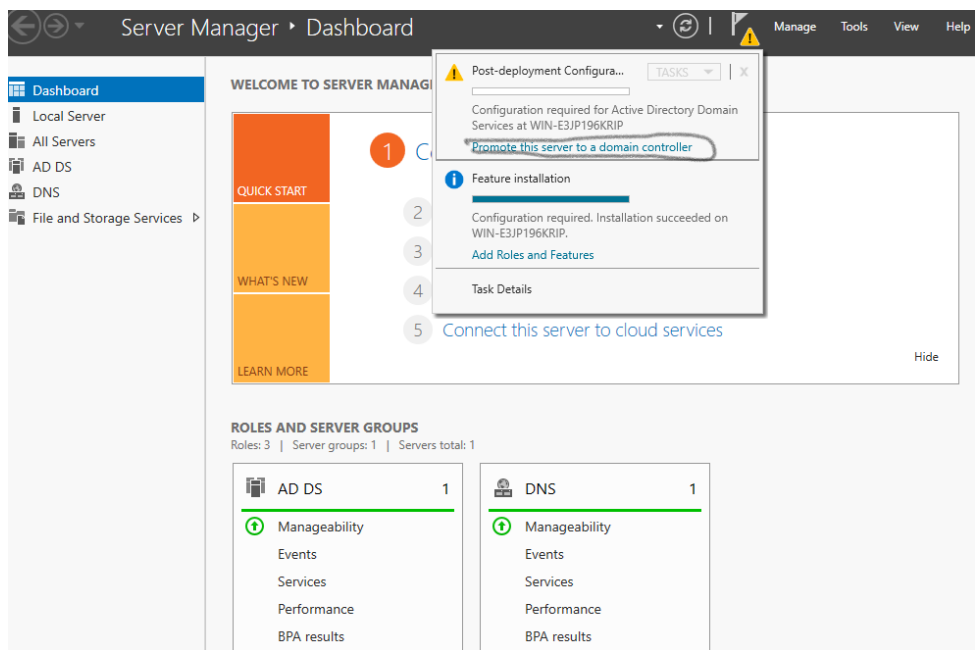 Server Manager ‣ Dashboard
Manage
Tools
View
Help
Dashboard
Local Server
All Servers
AD DS
DNS
File and Storage Services
WELCOME TO SERVER MANAG
QUICK START
WHAT'S NEW
LEARN MORE
1
2
3
4
5 Connect this server to cloud services
Hide
Post-deployment Configura...
TASKS
X
Configuration required for Active Directory Domain
Services at WIN-E3JP196KRIP
Promote this server to a domain controller
Feature installation
Configuration required. Installation succeeded on
WIN-E3JP196KRIP.
Add Roles and Features
Task Details
ROLES AND SERVER GROUPS
Roles: 3 | Server groups: 1 | Servers total: 1
AD DS 1
Manageability
Events
Services
Performance
BPA results
DNS 1
Manageability
Events
Services
Performance
BPA results